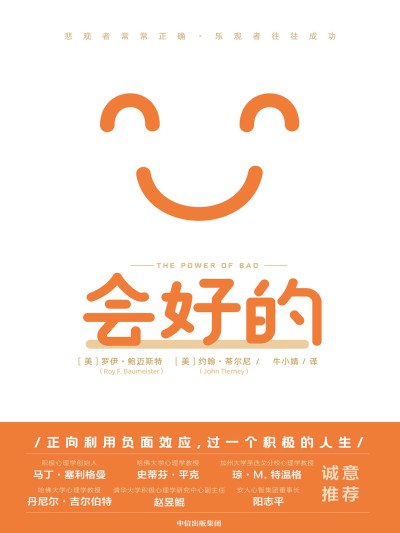 悲观者常常正确·乐观者往往成功
THE POWER OF BAD
会好的
[美]罗伊·鲍迈斯特 [美]约翰·蒂尔尼/ 牛小婧/译
(Roy F. Baumeister) (John Tierney)
/正向利用负面效应,过一个积极的人生/
积极心理学创始人 哈佛大学心理学教授 加州大学圣迭戈分校心理学教授
马丁·塞利格曼 史蒂芬·平克 琼·M.特温格
哈佛大学心理学教授 清华大学积极心理学研究中心副主任 安人心智集团董事长
丹尼尔·吉尔伯特 赵昱鲲 阳志平
诚意
推荐
中信出版集团